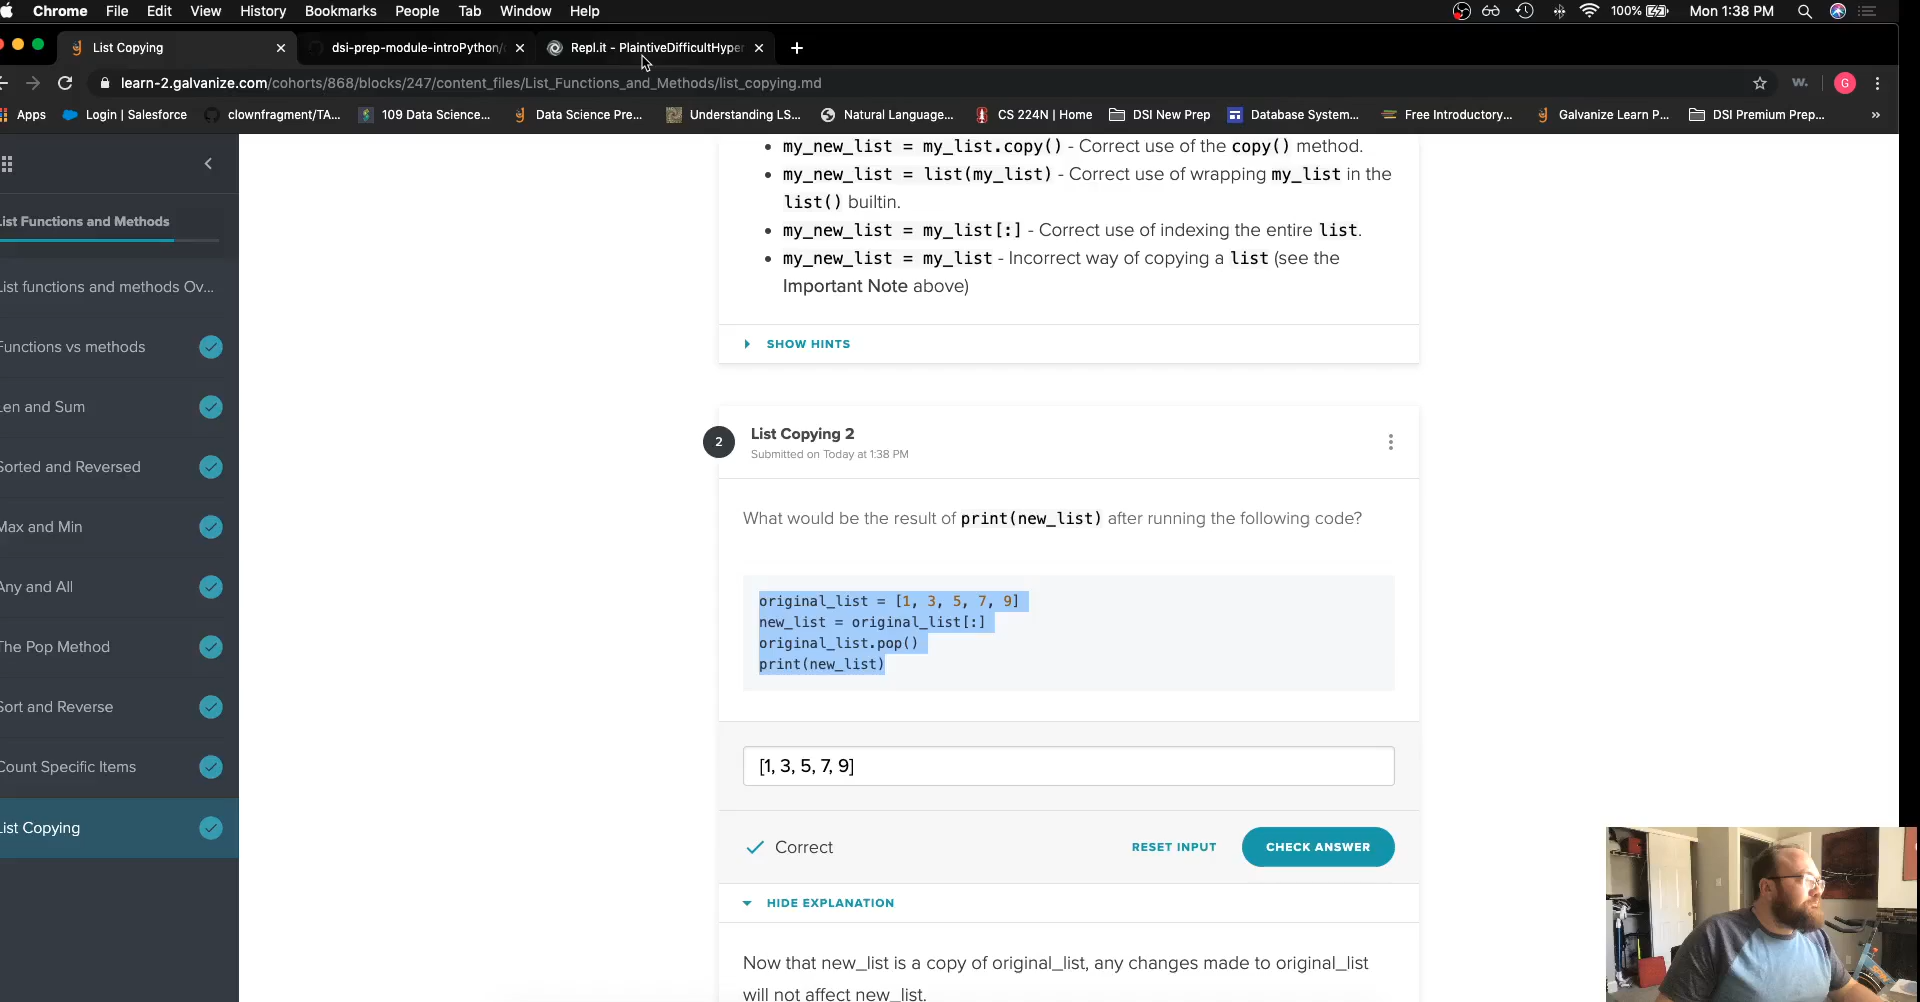 Chrome File Edit View History Bookmarks People Tab Window Help 100% Mon 1:38 PM
List Copying dsi-prep-module-introPython/ Repl.it - PlaintiveDifficultHyper
learn-2.galvanize.com/cohorts/868/blocks/247/content_files/List_Functions_and_Methods/list_copying.md W. G
Apps Login | Salesforce clownfragment/TA... 109 Data Science... Data Science Pre... Understanding LS... Natural Language... CS 224N | Home DSI New Prep Database System... Free Introductory... Galvanize Learn P... DSI Premium Prep... »
List Functions and Methods
List functions and methods Ov...
Functions vs methods
Len and Sum
Sorted and Reversed
Max and Min
Any and All
The Pop Method
Sort and Reverse
Count Specific Items
List Copying
• my_new_list = my_list.copy() - Correct use of the copy() method.
• my_new_list = list(my_list) - Correct use of wrapping my_list in the
list() builtin.
• my_new_list = my_list[:] - Correct use of indexing the entire list.
• my_new_list = my_list - Incorrect way of copying a list (see the
Important Note above)
SHOW HINTS
2 List Copying 2
Submitted on Today at 1:38 PM
What would be the result of print(new_list) after running the following code?
original_list = [1, 3, 5, 7, 9]
new_list = original_list[:]
original_list.pop()
print(new_list)
[1, 3, 5, 7, 9]
Correct RESET INPUT CHECK ANSWER
HIDE EXPLANATION
Now that new_list is a copy of original_list, any changes made to original_list
will not affect new_list.